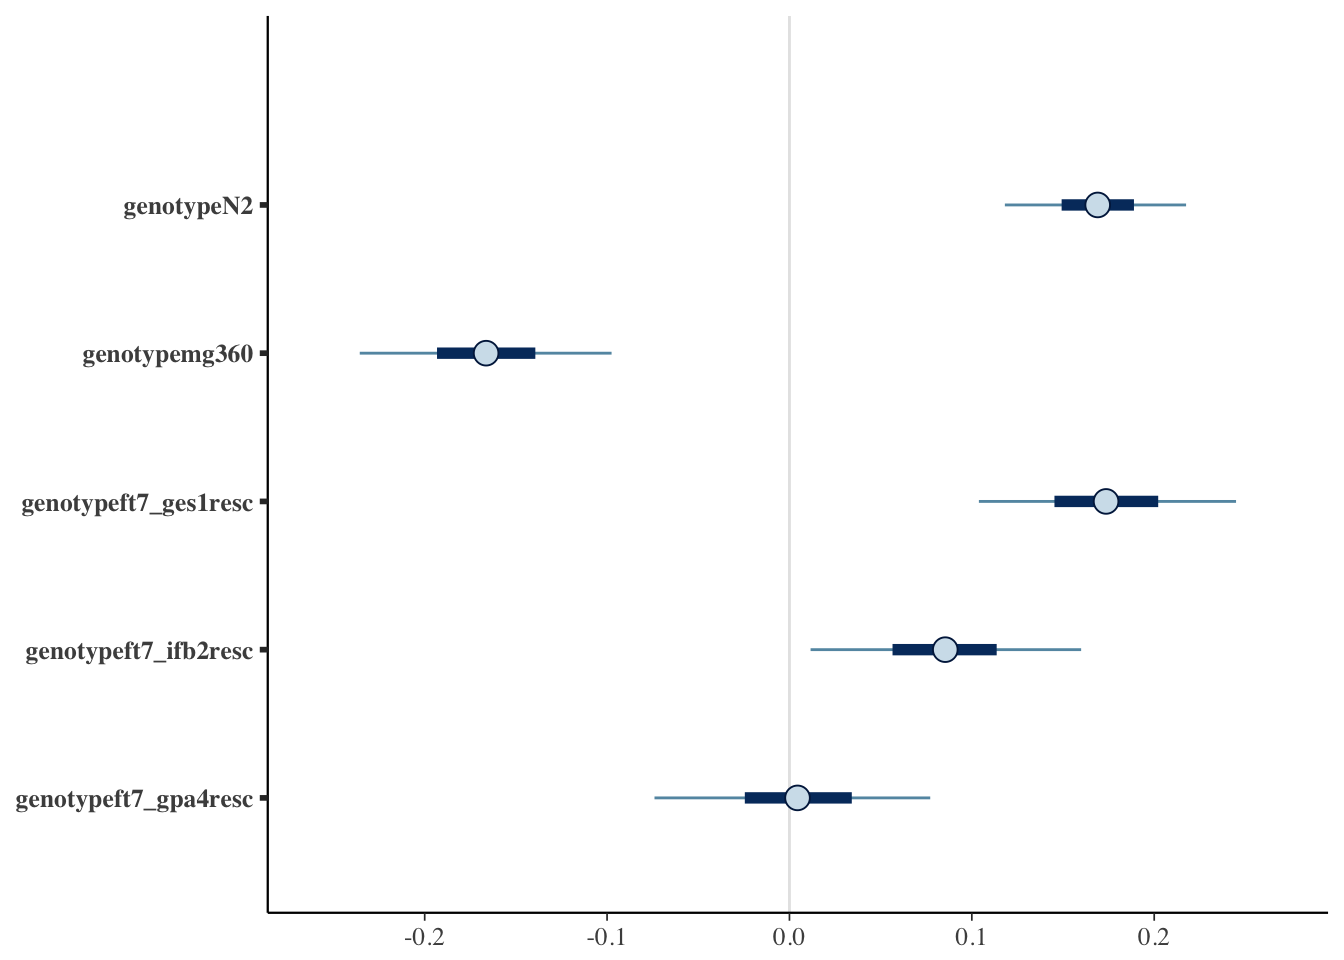 genotypeN2
genotypemg360
genotypeft7_ges1resc
genotypeft7_ifb2resc
genotypeft7_gpa4resc
-0.2 -0.1 0.0 0.1 0.2